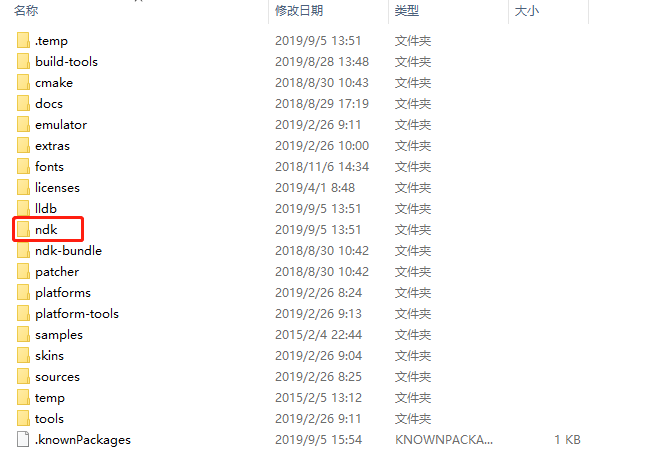 名称 修改日期 类型 大小
.temp 2019/9/5 13:51 文件夹
build-tools 2019/8/28 13:48 文件夹
cmake 2018/8/30 10:43 文件夹
docs 2018/8/29 17:19 文件夹
emulator 2019/2/26 9:11 文件夹
extras 2019/2/26 10:00 文件夹
fonts 2018/11/6 14:34 文件夹
licenses 2019/4/1 8:48 文件夹
lldb 2019/9/5 13:51 文件夹
ndk 2019/9/5 13:51 文件夹
ndk-bundle 2018/8/30 10:42 文件夹
patcher 2018/8/30 10:42 文件夹
platforms 2019/2/26 8:24 文件夹
platform-tools 2019/2/26 9:13 文件夹
samples 2015/2/4 22:44 文件夹
skins 2019/2/26 9:04 文件夹
sources 2019/2/26 8:25 文件夹
temp 2015/2/5 13:12 文件夹
tools 2019/2/26 9:11 文件夹
.knownPackages 2019/9/5 15:54 KNOWNPACKA... 1 KB